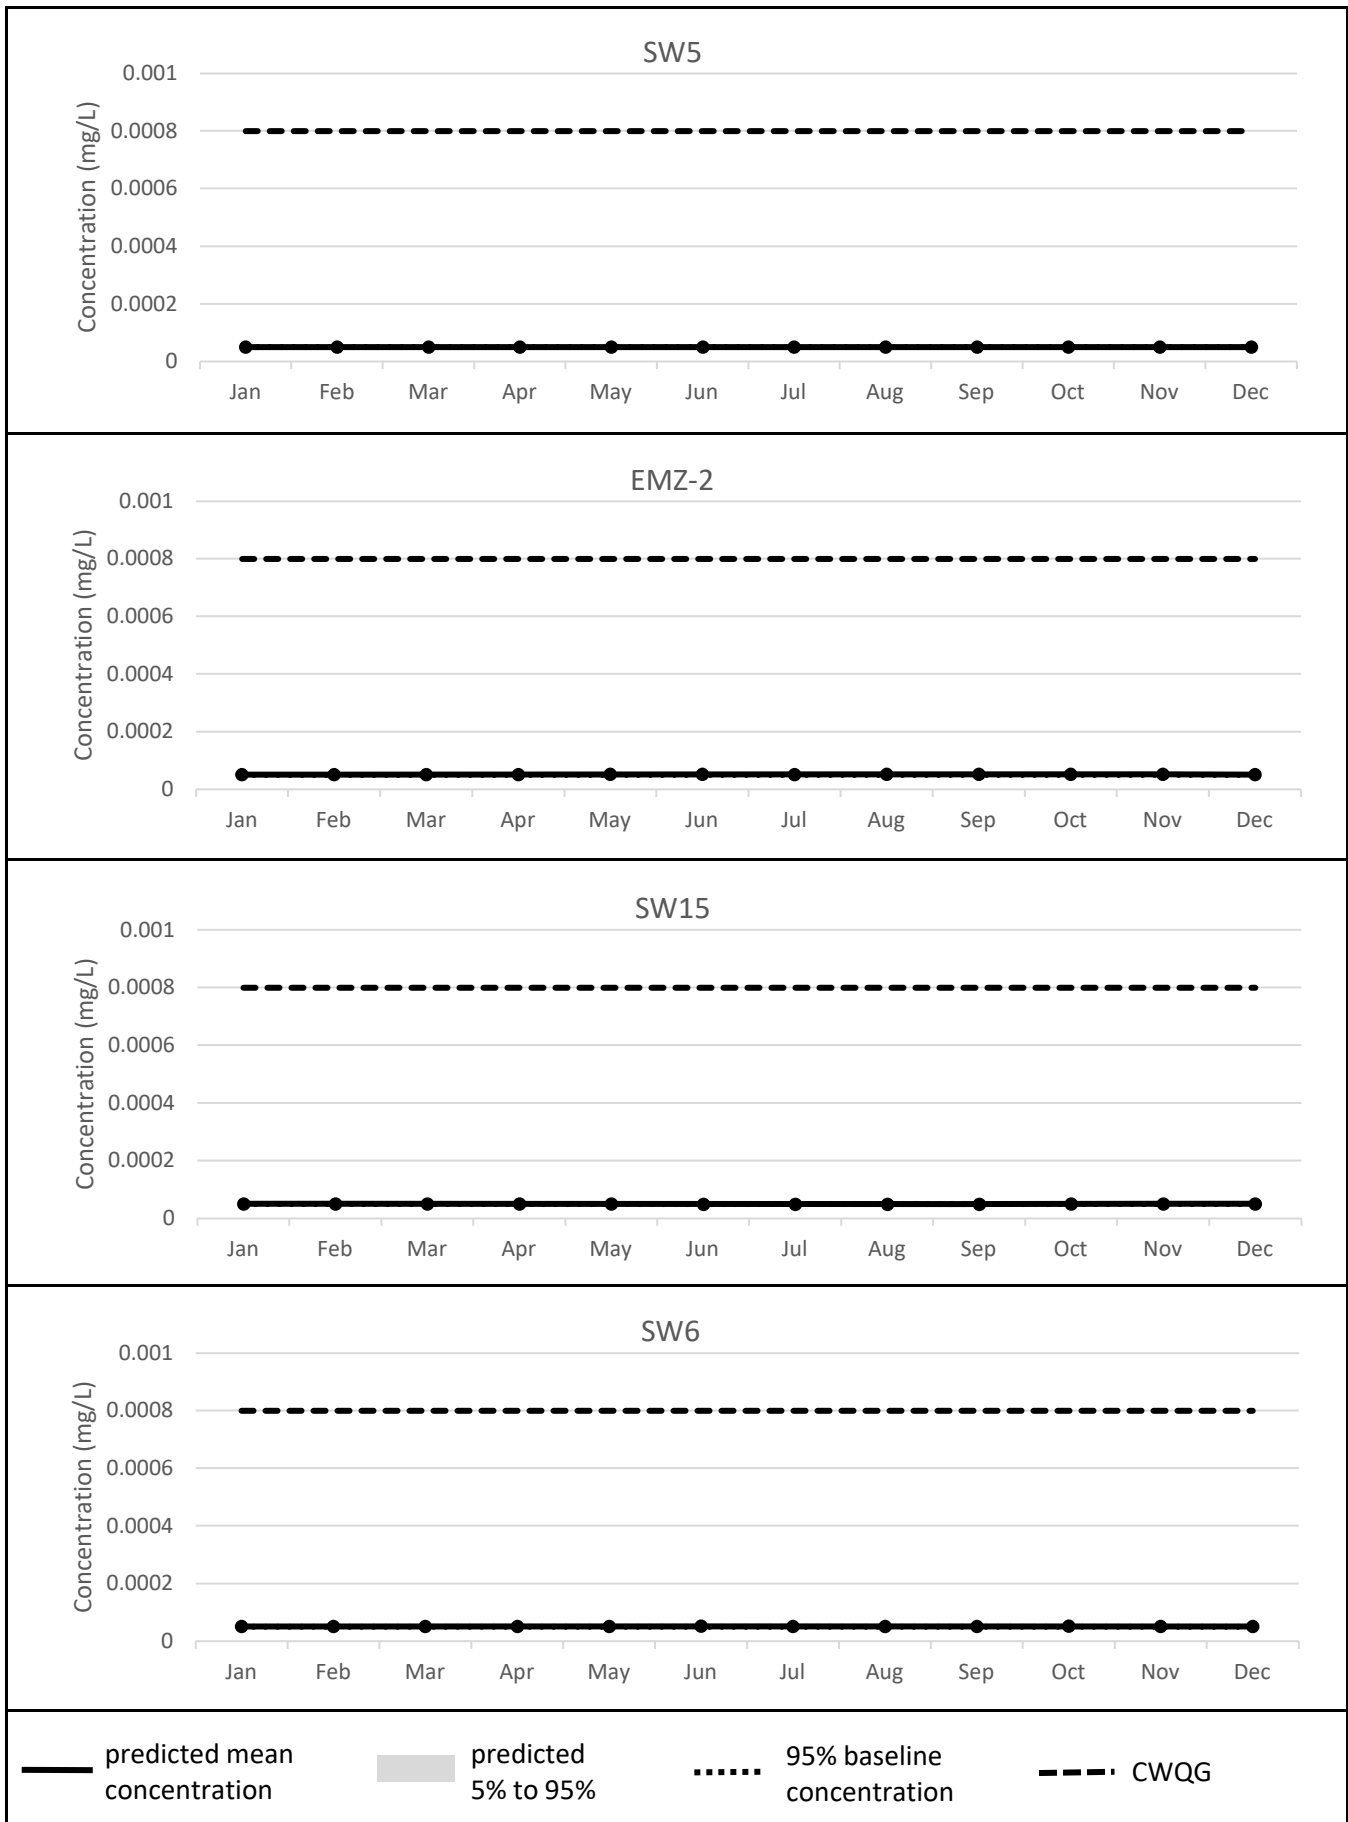 SW5
Concentration (mg/L)
0.001
0.0008
0.0006
0.0004
0.0002
0
Jan Feb Mar Apr May Jun Jul Aug Sep Oct Nov Dec
EMZ-2
Concentration (mg/L)
0.001
0.0008
0.0006
0.0004
0.0002
0
Jan Feb Mar Apr May Jun Jul Aug Sep Oct Nov Dec
SW15
Concentration (mg/L)
0.001
0.0008
0.0006
0.0004
0.0002
0
Jan Feb Mar Apr May Jun Jul Aug Sep Oct Nov Dec
SW6
Concentration (mg/L)
0.001
0.0008
0.0006
0.0004
0.0002
0
Jan Feb Mar Apr May Jun Jul Aug Sep Oct Nov Dec
predicted mean
concentration
predicted
5% to 95%
95% baseline
concentration
CWQG